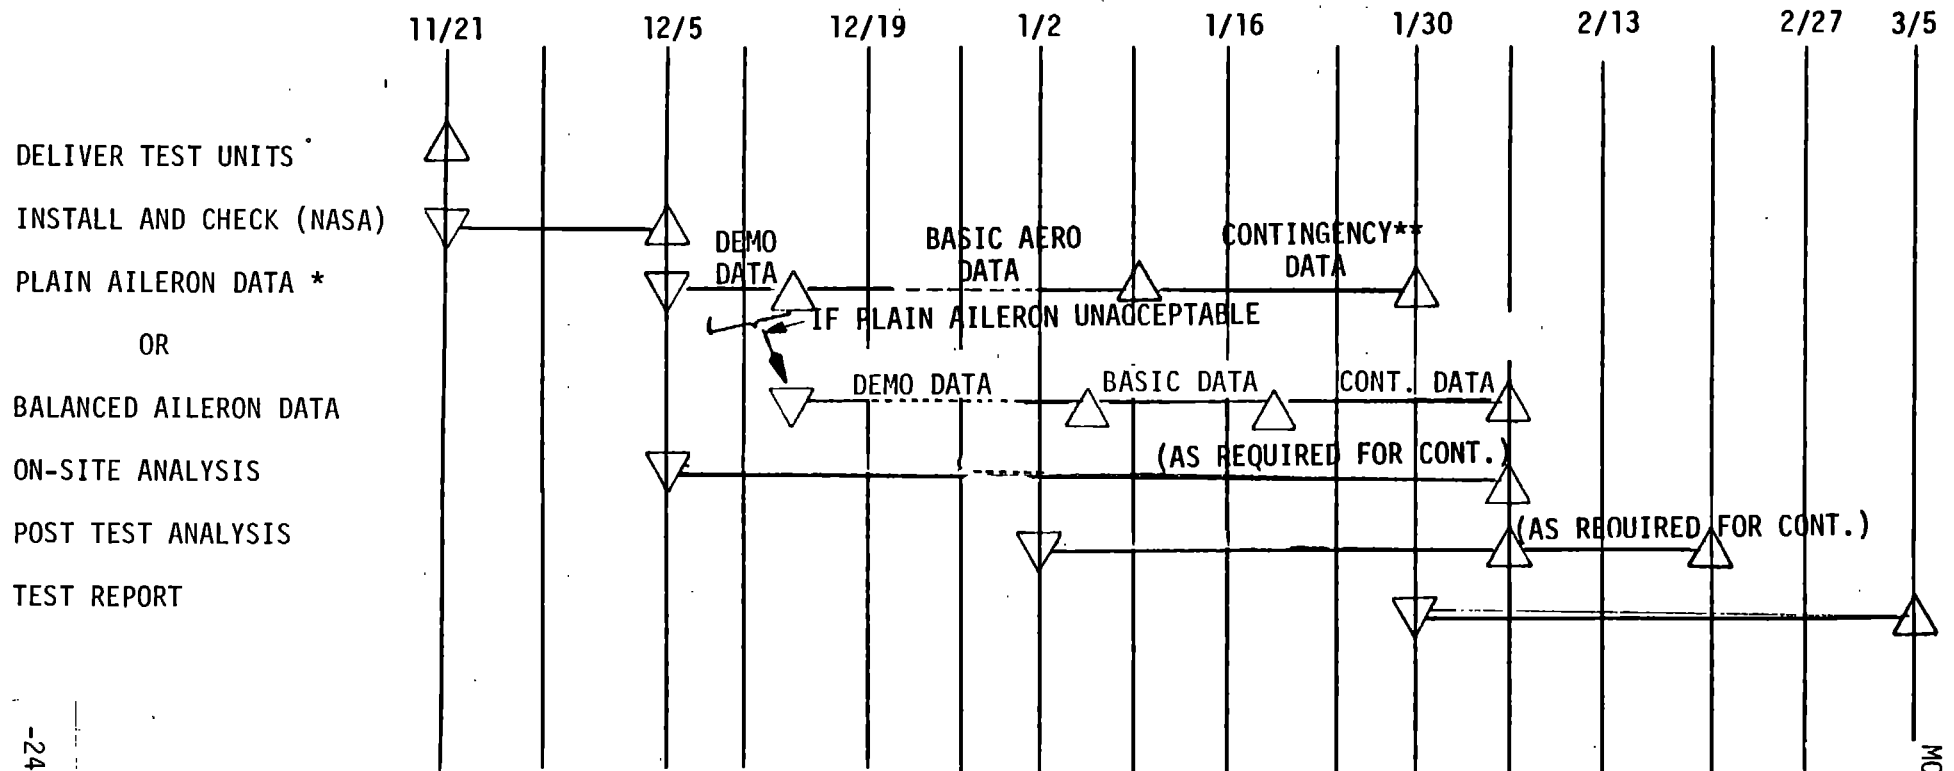 11/21 12/5 12/19 1/2 1/16 1/30 2/13 2/27 3/5
DELIVER TEST UNITS
INSTALL AND CHECK (NASA)
DEMO DATA
BASIC AERO DATA
CONTINGENCY** DATA
PLAIN AILERON DATA *
IF PLAIN AILERON UNACCEPTABLE
OR
DEMO DATA BASIC DATA CONT. DATA
BALANCED AILERON DATA
(AS REQUIRED FOR CONT.)
ON-SITE ANALYSIS
(AS REQUIRED FOR CONT.)
POST TEST ANALYSIS
TEST REPORT
-24
MO